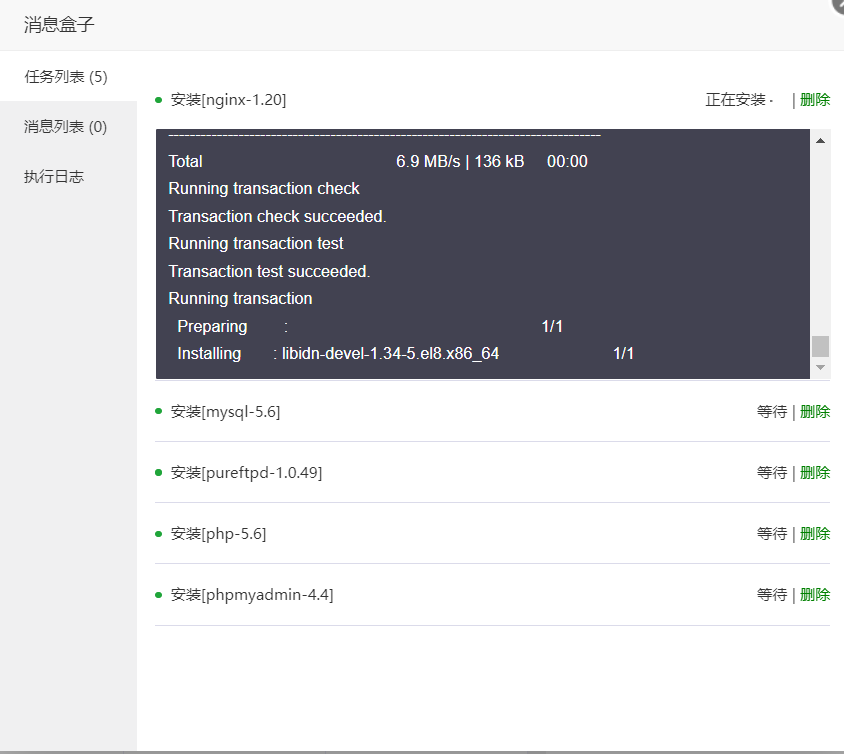 消息盒子
任务列表 (5)
消息列表 (0)
执行日志
安装[nginx-1.20] 正在安装· | 删除
--------------------------------------------------------------------------------
Total 6.9 MB/s | 136 kB 00:00
Running transaction check
Transaction check succeeded.
Running transaction test
Transaction test succeeded.
Running transaction
Preparing : 1/1
Installing : libidn-devel-1.34-5.el8.x86_64 1/1
安装[mysql-5.6] 等待 | 删除
安装[pureftpd-1.0.49] 等待 | 删除
安装[php-5.6] 等待 | 删除
安装[phpmyadmin-4.4] 等待 | 删除